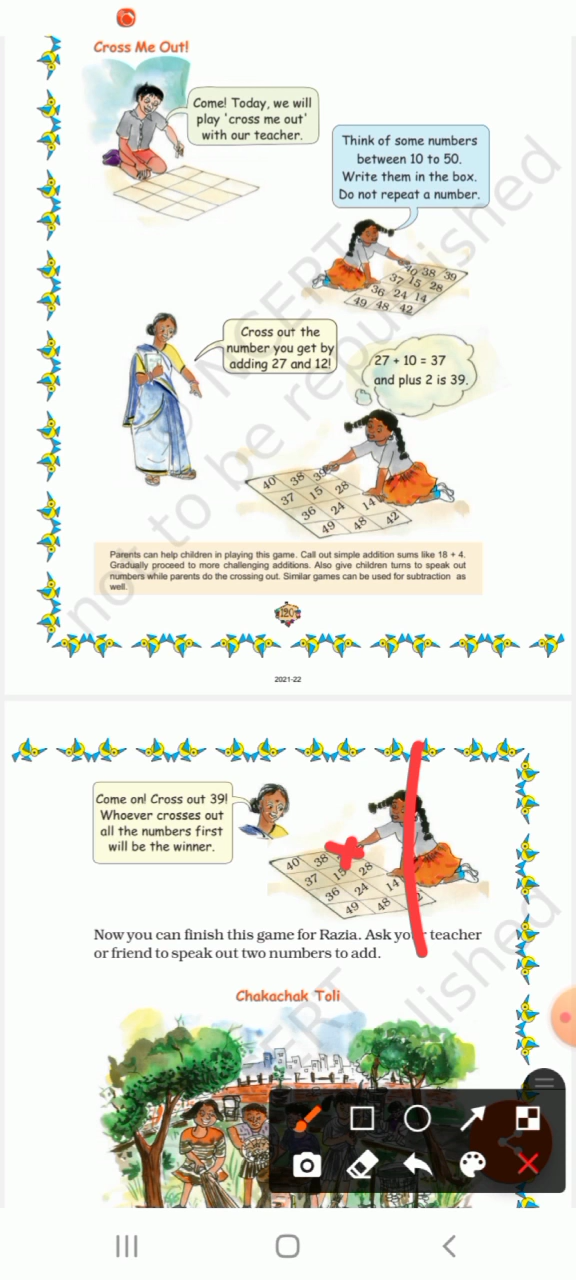 Cross Me Out!
Come! Today, we will
play 'cross me out'
with our teacher.
Think of some numbers
between 10 to 50.
Write them in the box.
Do not repeat a number.
40 38 39
37 15 28
36 24 14
49 48 42
Cross out the
number you get by
adding 27 and 12!
27 + 10 = 37
and plus 2 is 39.
40 38 39
37 15 28
36 24 14
49 48 42
Parents can help children in playing this game. Call out simple addition sums like 18 + 4.
Gradually proceed to more challenging additions. Also give children turns to speak out
numbers while parents do the crossing out. Similar games can be used for subtraction as
well.
120
2021-22
not to be republished
© NCERT
Come on! Cross out 39!
Whoever crosses out
all the numbers first
will be the winner.
40 38
37 15 28
36 24 14
49 48 2
Now you can finish this game for Razia. Ask your teacher
or friend to speak out two numbers to add.
Chakachak Toli